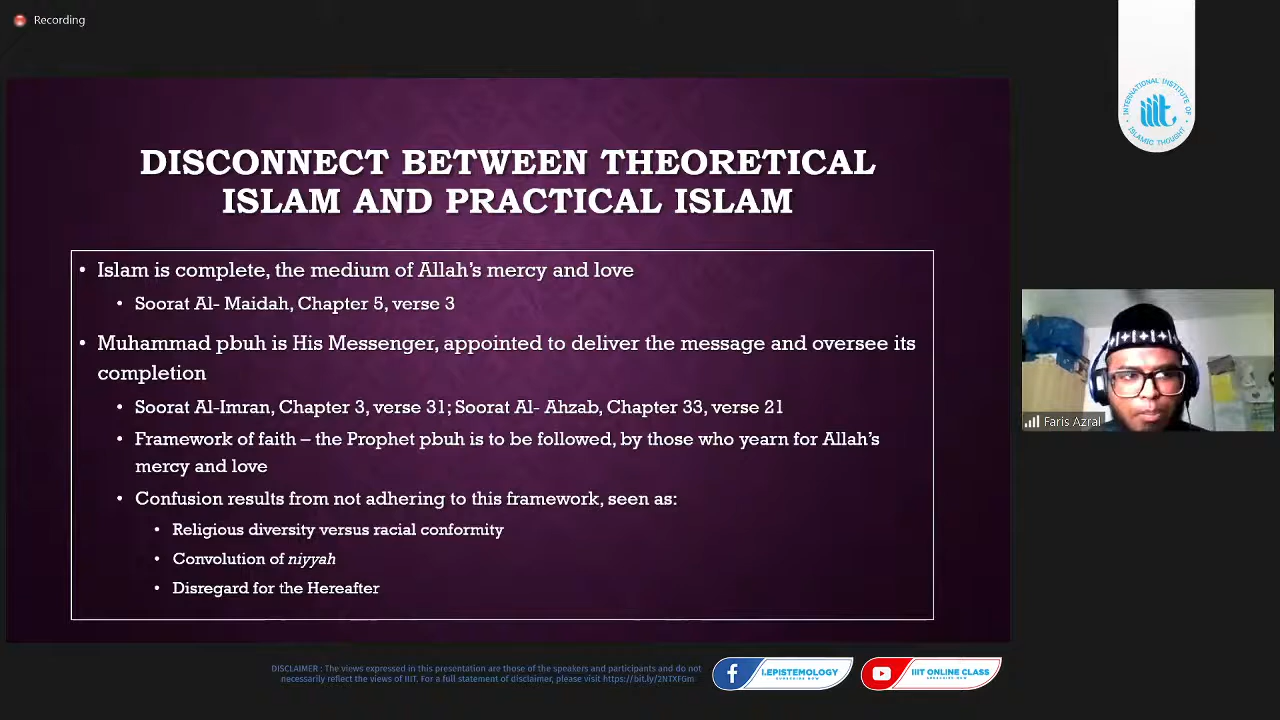 Recording
INTERNATIONAL INSTITUTE OF
ISLAMIC THOUGHT
iiit
DISCONNECT BETWEEN THEORETICAL
ISLAM AND PRACTICAL ISLAM
• Islam is complete, the medium of Allah's mercy and love
• Soorat Al- Maidah, Chapter 5, verse 3
• Muhammad pbuh is His Messenger, appointed to deliver the message and oversee its
completion
• Soorat Al-Imran, Chapter 3, verse 31; Soorat Al- Ahzab, Chapter 33, verse 21
• Framework of faith – the Prophet pbuh is to be followed, by those who yearn for Allah's
mercy and love
• Confusion results from not adhering to this framework, seen as:
• Religious diversity versus racial conformity
• Convolution of niyyah
• Disregard for the Hereafter
Faris Azral
DISCLAIMER : The views expressed in this presentation are those of the speakers and participants and do not
necessarily reflect the views of IIIT. For a full statement of disclaimer, please visit https://bit.ly/2NTXFGm
I.EPISTEMOLOGY
SUBSCRIBE NOW
IIIT ONLINE CLASS
SUBSCRIBE NOW